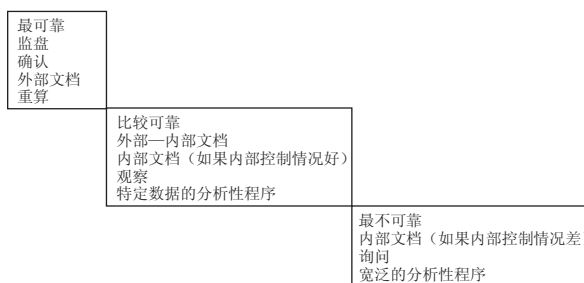 最可靠
监盘
确认
外部文档
重算
比较可靠
外部—内部文档
内部文档（如果内部控制情况好）
观察
特定数据的分析性程序
最不可靠
内部文档（如果内部控制情况差
询问
宽泛的分析性程序